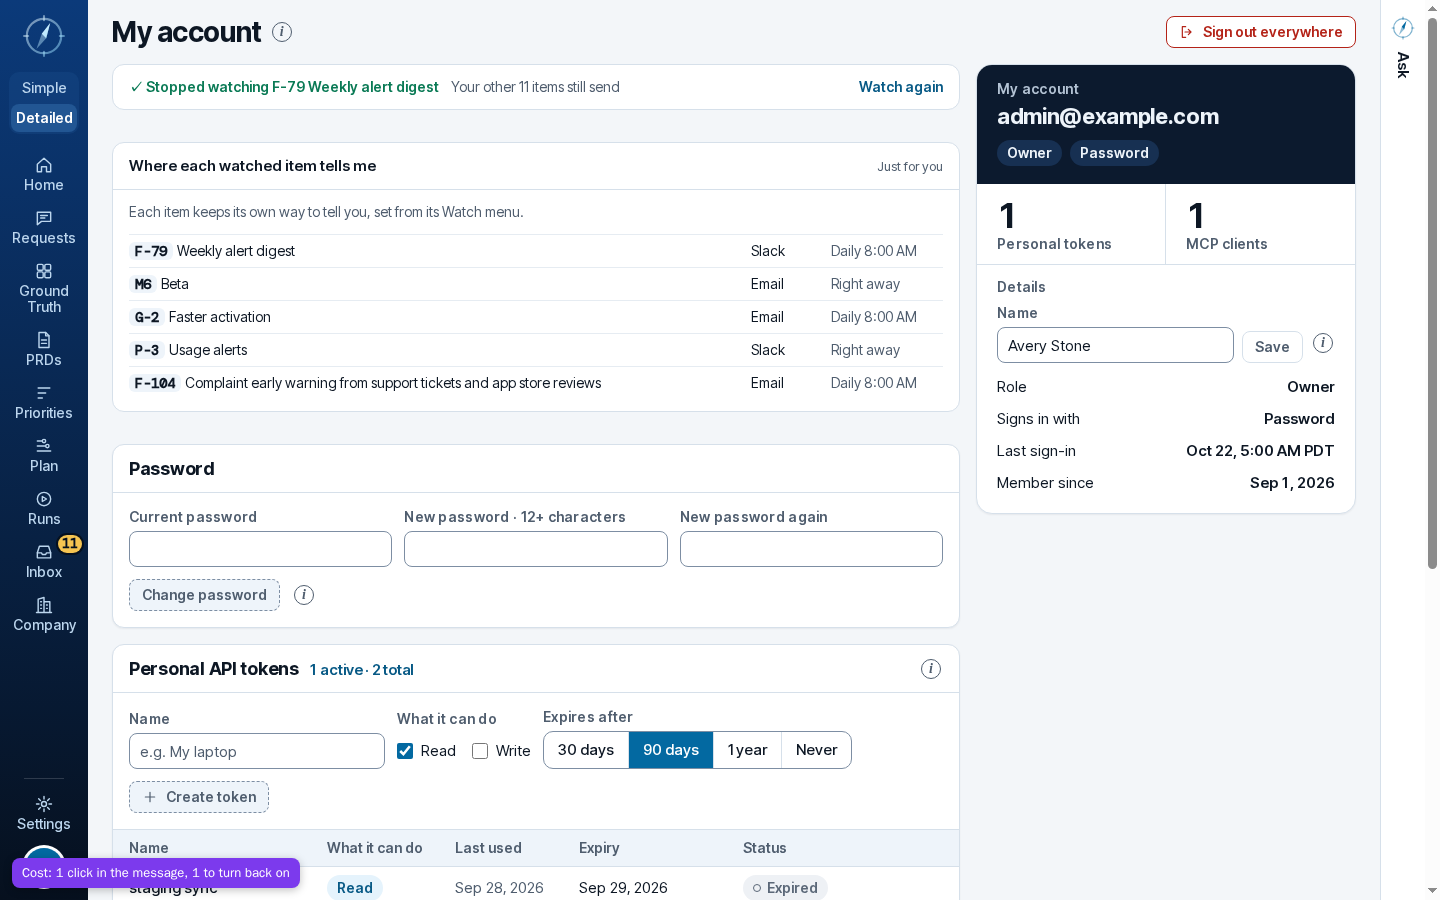 Simple
Detailed
Home
Requests
Ground
Truth
PRDs
Priorities
Plan
Runs
11
Inbox
Company
Settings
My account i
Sign out everywhere
✓ Stopped watching F-79 Weekly alert digest Your other 11 items still send Watch again
Where each watched item tells me Just for you
Each item keeps its own way to tell you, set from its Watch menu.
F-79 Weekly alert digest Slack Daily 8:00 AM
M6 Beta Email Right away
G-2 Faster activation Email Daily 8:00 AM
P-3 Usage alerts Slack Right away
F-104 Complaint early warning from support tickets and app store reviews Email Daily 8:00 AM
Password
Current password New password · 12+ characters New password again
Change password i
Personal API tokens 1 active · 2 total i
Name What it can do Expires after
e.g. My laptop Read Write 30 days 90 days 1 year Never
+ Create token
Name What it can do Last used Expiry Status
staging sync Read Sep 28, 2026 Sep 29, 2026 Expired
Cost: 1 click in the message, 1 to turn back on
My account
admin@example.com
Owner Password
1 1
Personal tokens MCP clients
Details
Name
Avery Stone Save i
Role Owner
Signs in with Password
Last sign-in Oct 22, 5:00 AM PDT
Member since Sep 1, 2026
Ask